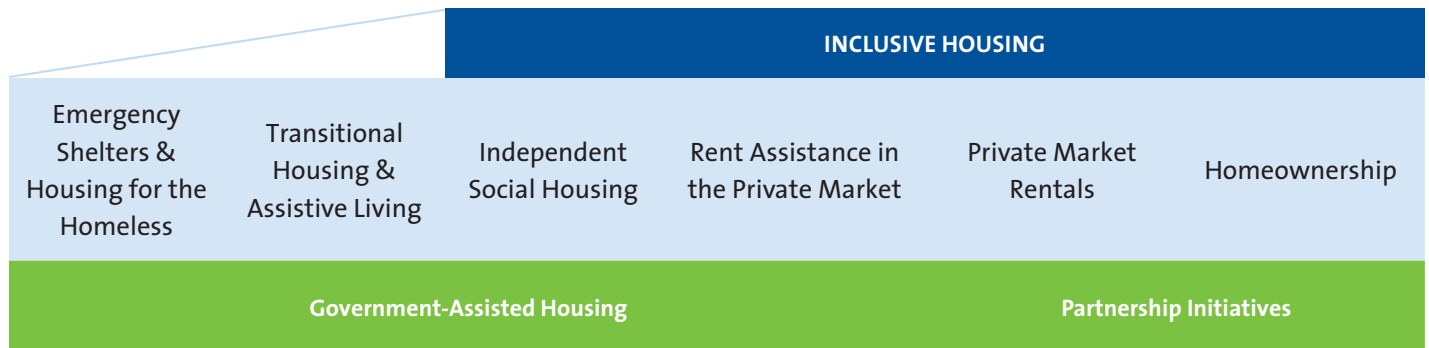 INCLUSIVE HOUSING
Emergency
Shelters &
Housing for the
Homeless
Transitional
Housing &
Assistive Living
Independent
Social Housing
Rent Assistance in
the Private Market
Private Market
Rentals
Homeownership
Government-Assisted Housing
Partnership Initiatives